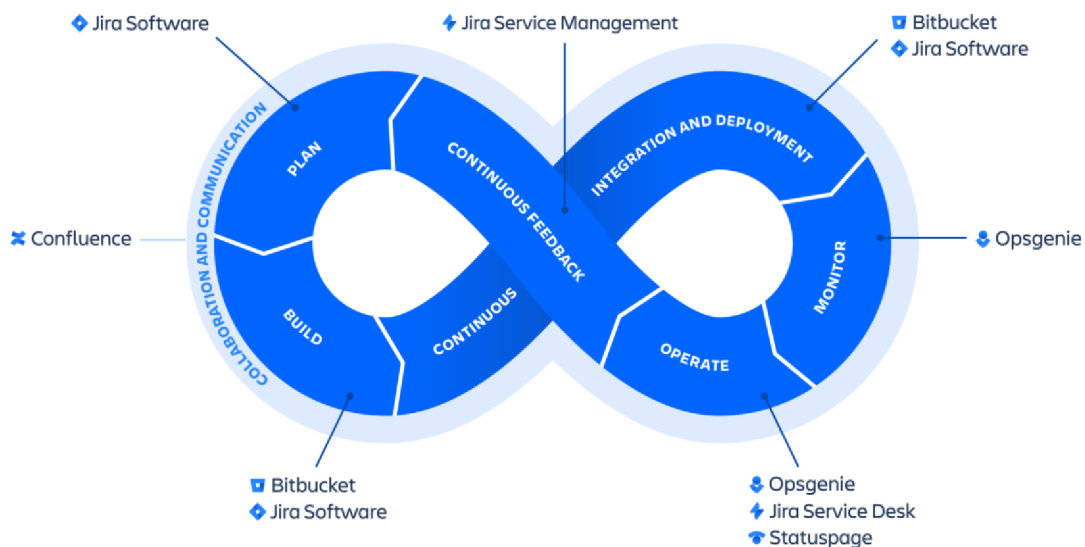 Jira Software
Jira Service Management
Bitbucket
Jira Software
COLLABORATION AND COMMUNICATION
PLAN
CONTINUOUS FEEDBACK
INTEGRATION AND DEPLOYMENT
Confluence
Opsgenie
MONITOR
BUILD
CONTINUOUS
OPERATE
Bitbucket
Jira Software
Opsgenie
Jira Service Desk
Statuspage